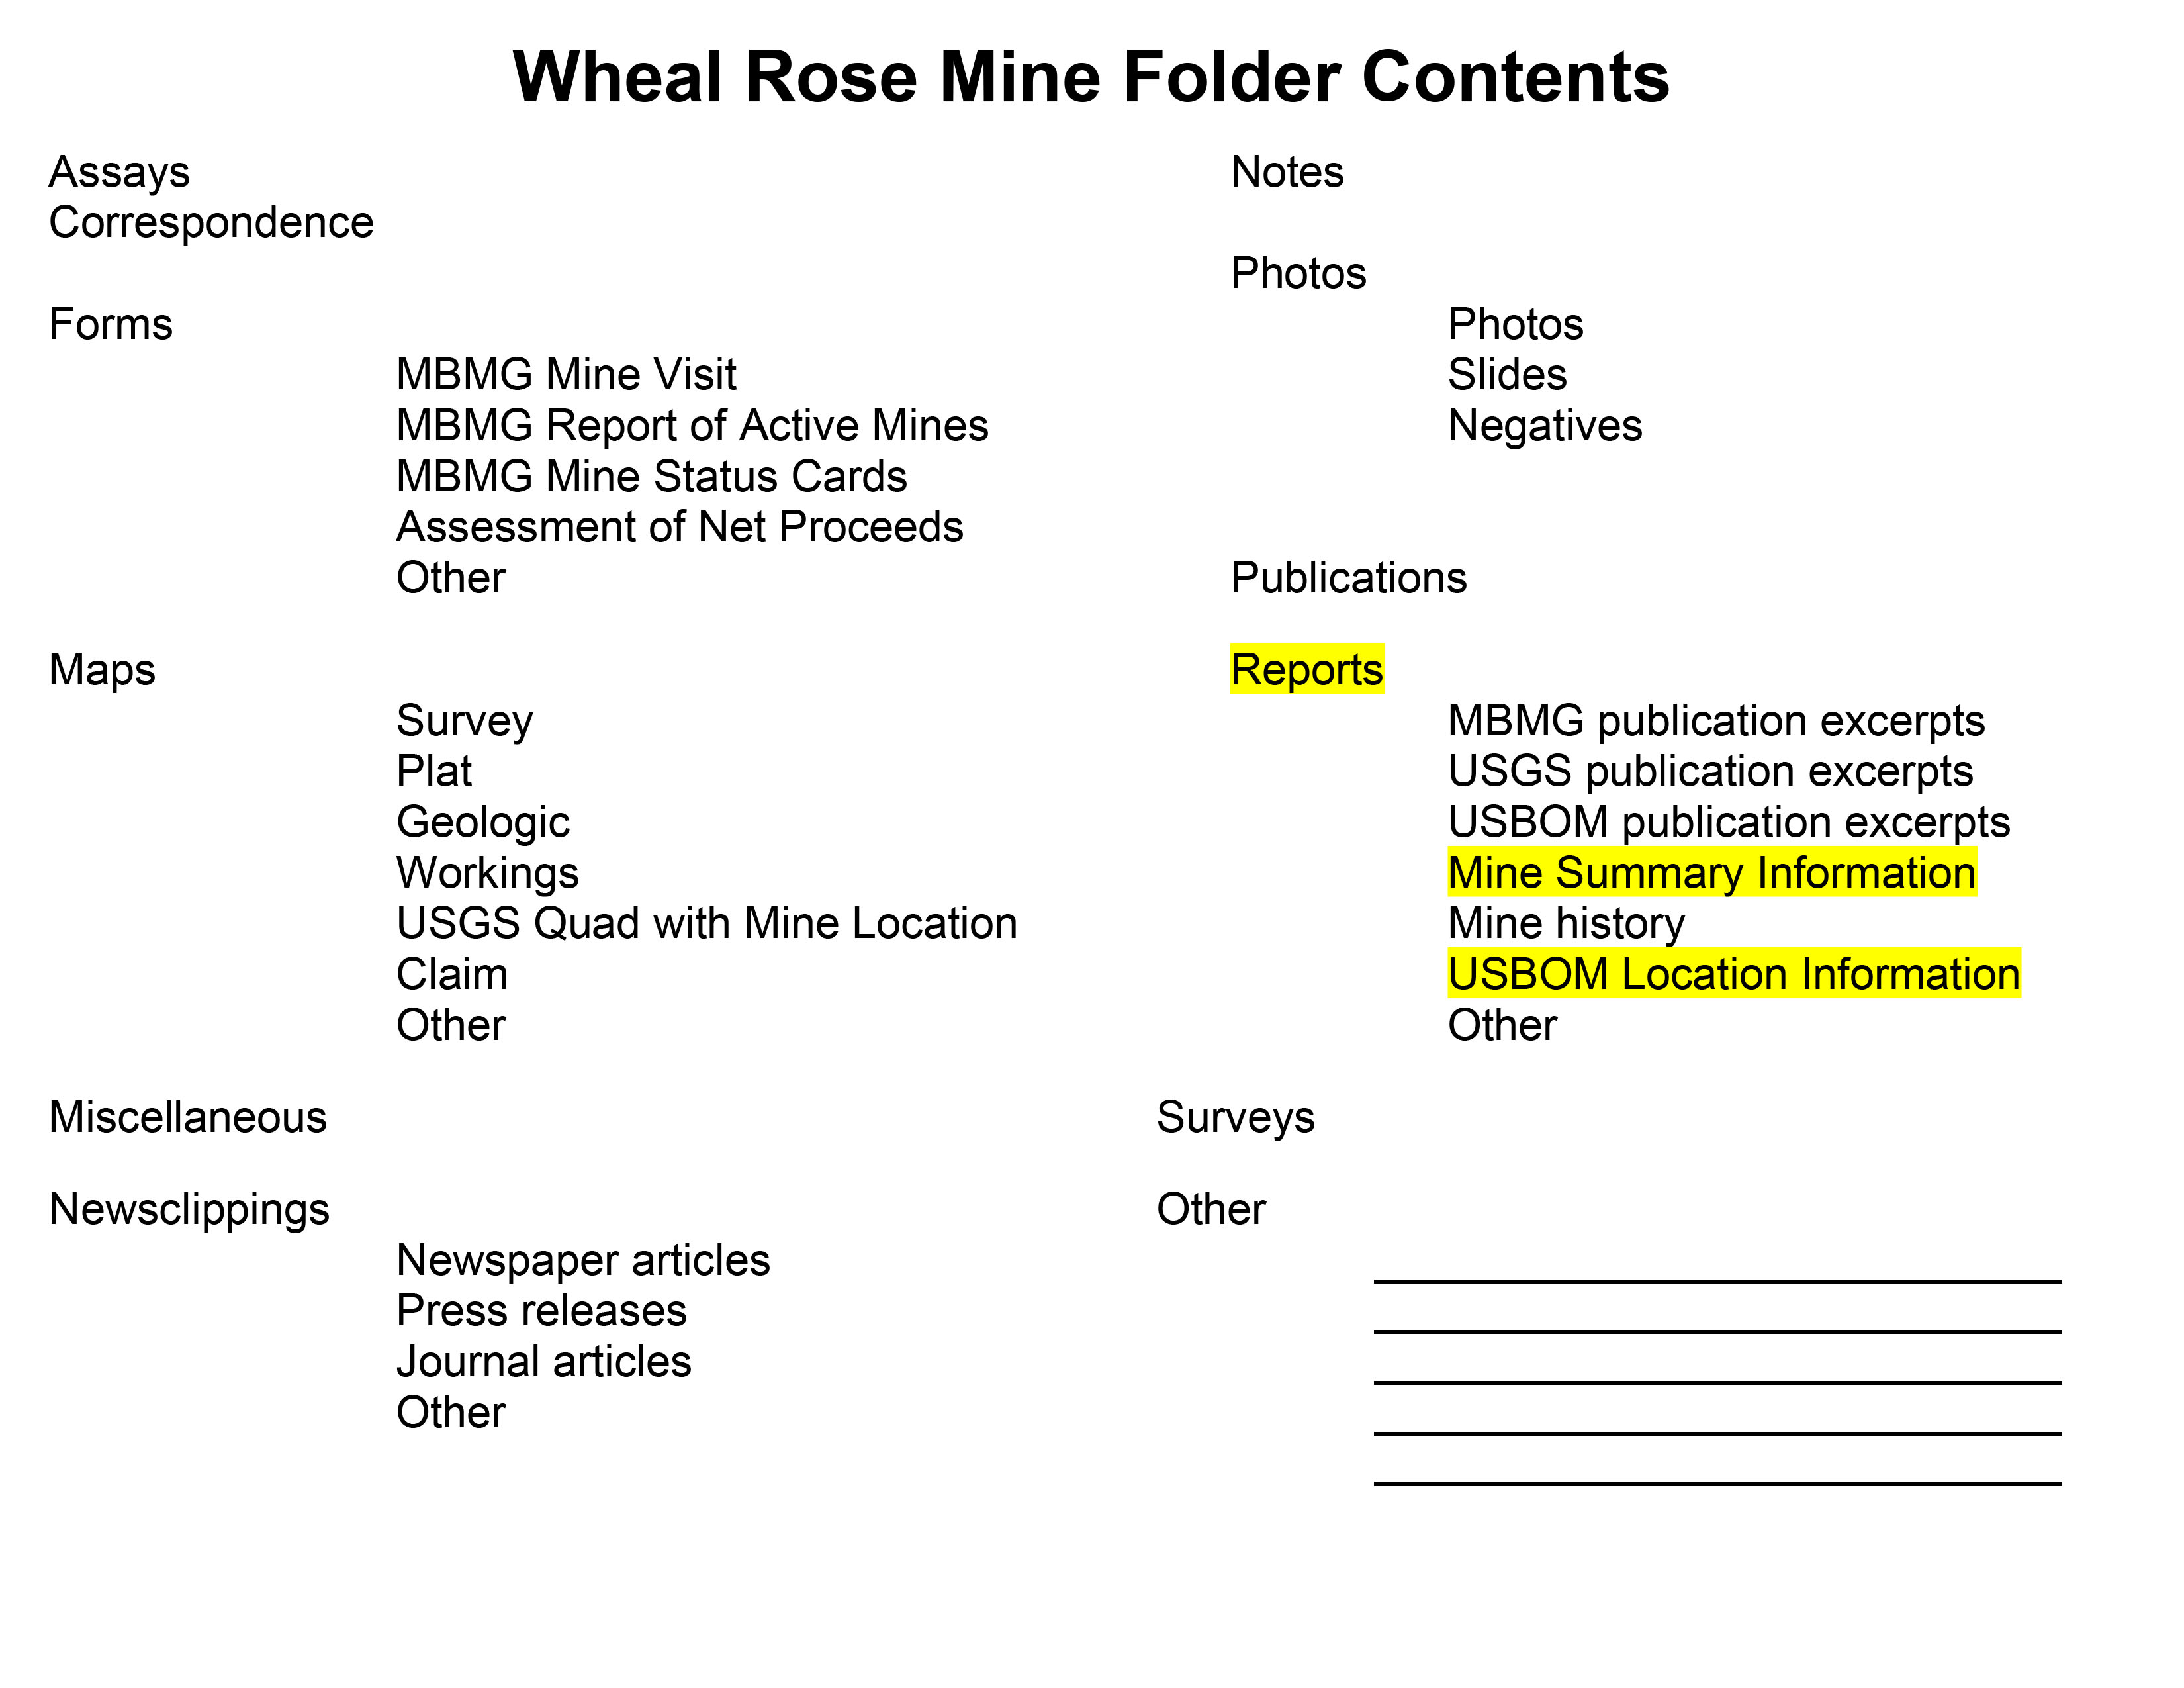 Wheal Rose Mine Folder Contents
Assays
Correspondence
Forms
MBMG Mine Visit
MBMG Report of Active Mines
MBMG Mine Status Cards
Assessment of Net Proceeds
Other
Maps
Survey
Plat
Geologic
Workings
USGS Quad with Mine Location
Claim
Other
Miscellaneous
Newsclippings
Newspaper articles
Press releases
Journal articles
Other
Notes
Photos
Photos
Slides
Negatives
Publications
Reports
MBMG publication excerpts
USGS publication excerpts
USBOM publication excerpts
Mine Summary Information
Mine history
USBOM Location Information
Other
Surveys
Other